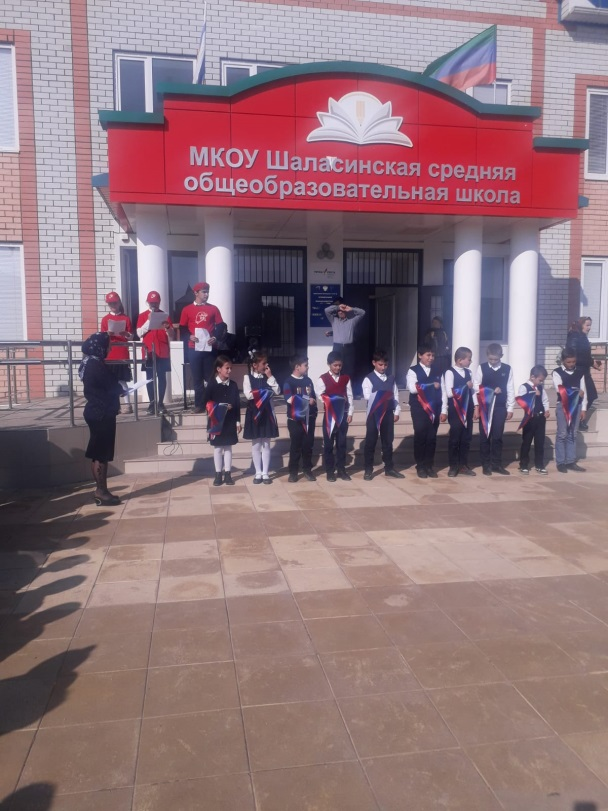 МКОУ Шаласинская средняя
общеобразовательная школа